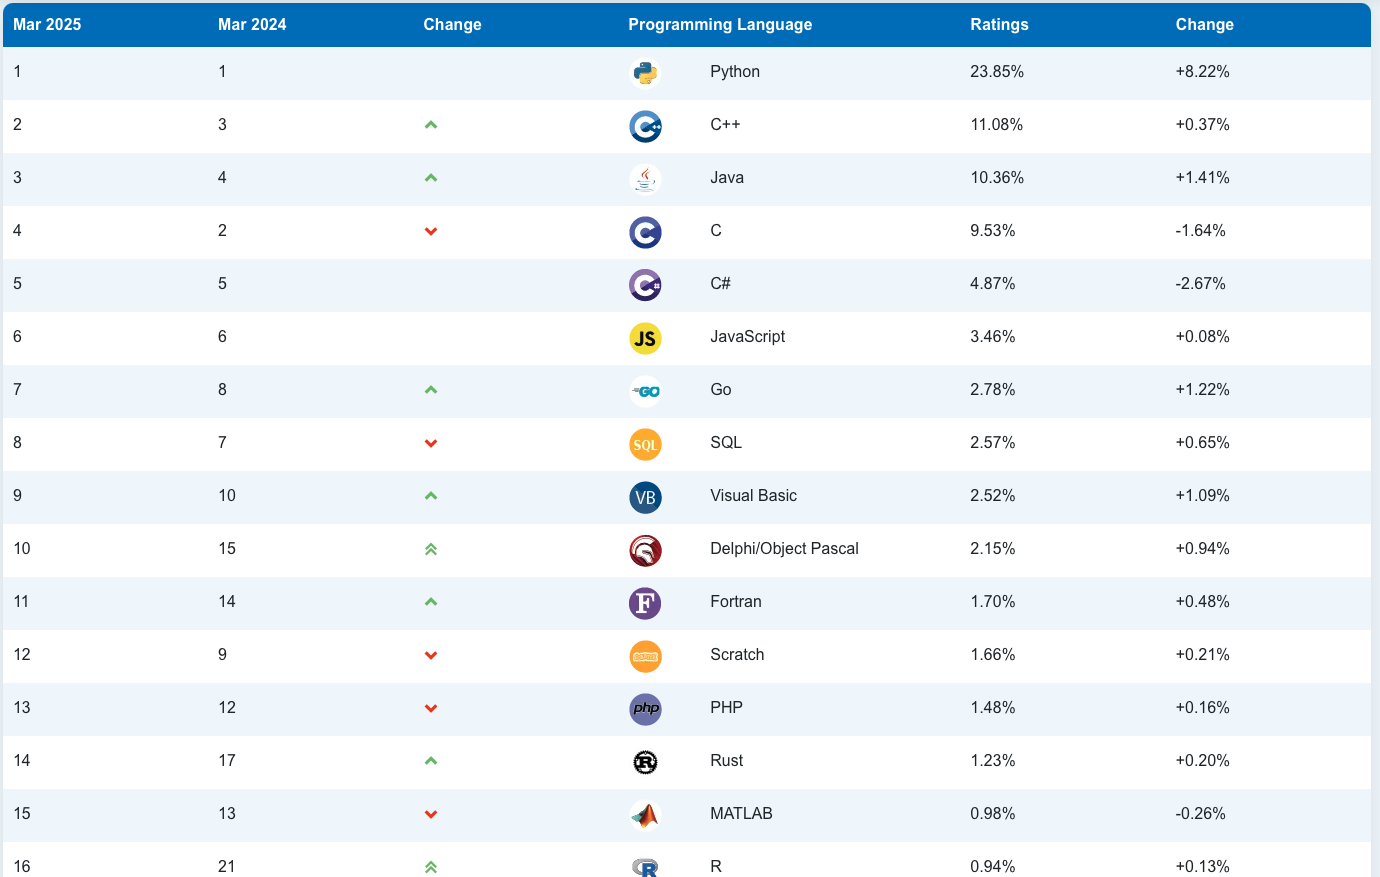 Mar 2025 Mar 2024 Change Programming Language Ratings Change
1 1 Python 23.85% +8.22%
2 3 C++ 11.08% +0.37%
3 4 Java 10.36% +1.41%
4 2 C 9.53% -1.64%
5 5 C# 4.87% -2.67%
6 6 JS JavaScript 3.46% +0.08%
7 8 GO Go 2.78% +1.22%
8 7 SQL SQL 2.57% +0.65%
9 10 VB Visual Basic 2.52% +1.09%
10 15 Delphi/Object Pascal 2.15% +0.94%
11 14 F Fortran 1.70% +0.48%
12 9 Scratch 1.66% +0.21%
13 12 php PHP 1.48% +0.16%
14 17 R Rust 1.23% +0.20%
15 13 MATLAB 0.98% -0.26%
16 21 R R 0.94% +0.13%